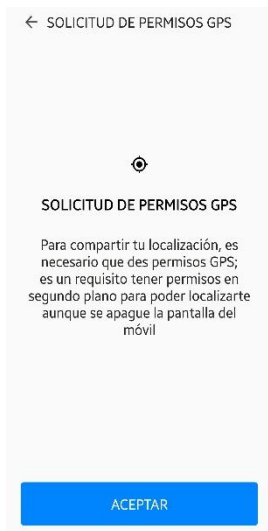 ← SOLICITUD DE PERMISOS GPS
SOLICITUD DE PERMISOS GPS
Para compartir tu localización, es
necesario que des permisos GPS;
es un requisito tener permisos en
segundo plano para poder localizarte
aunque se apague la pantalla del
móvil
ACEPTAR